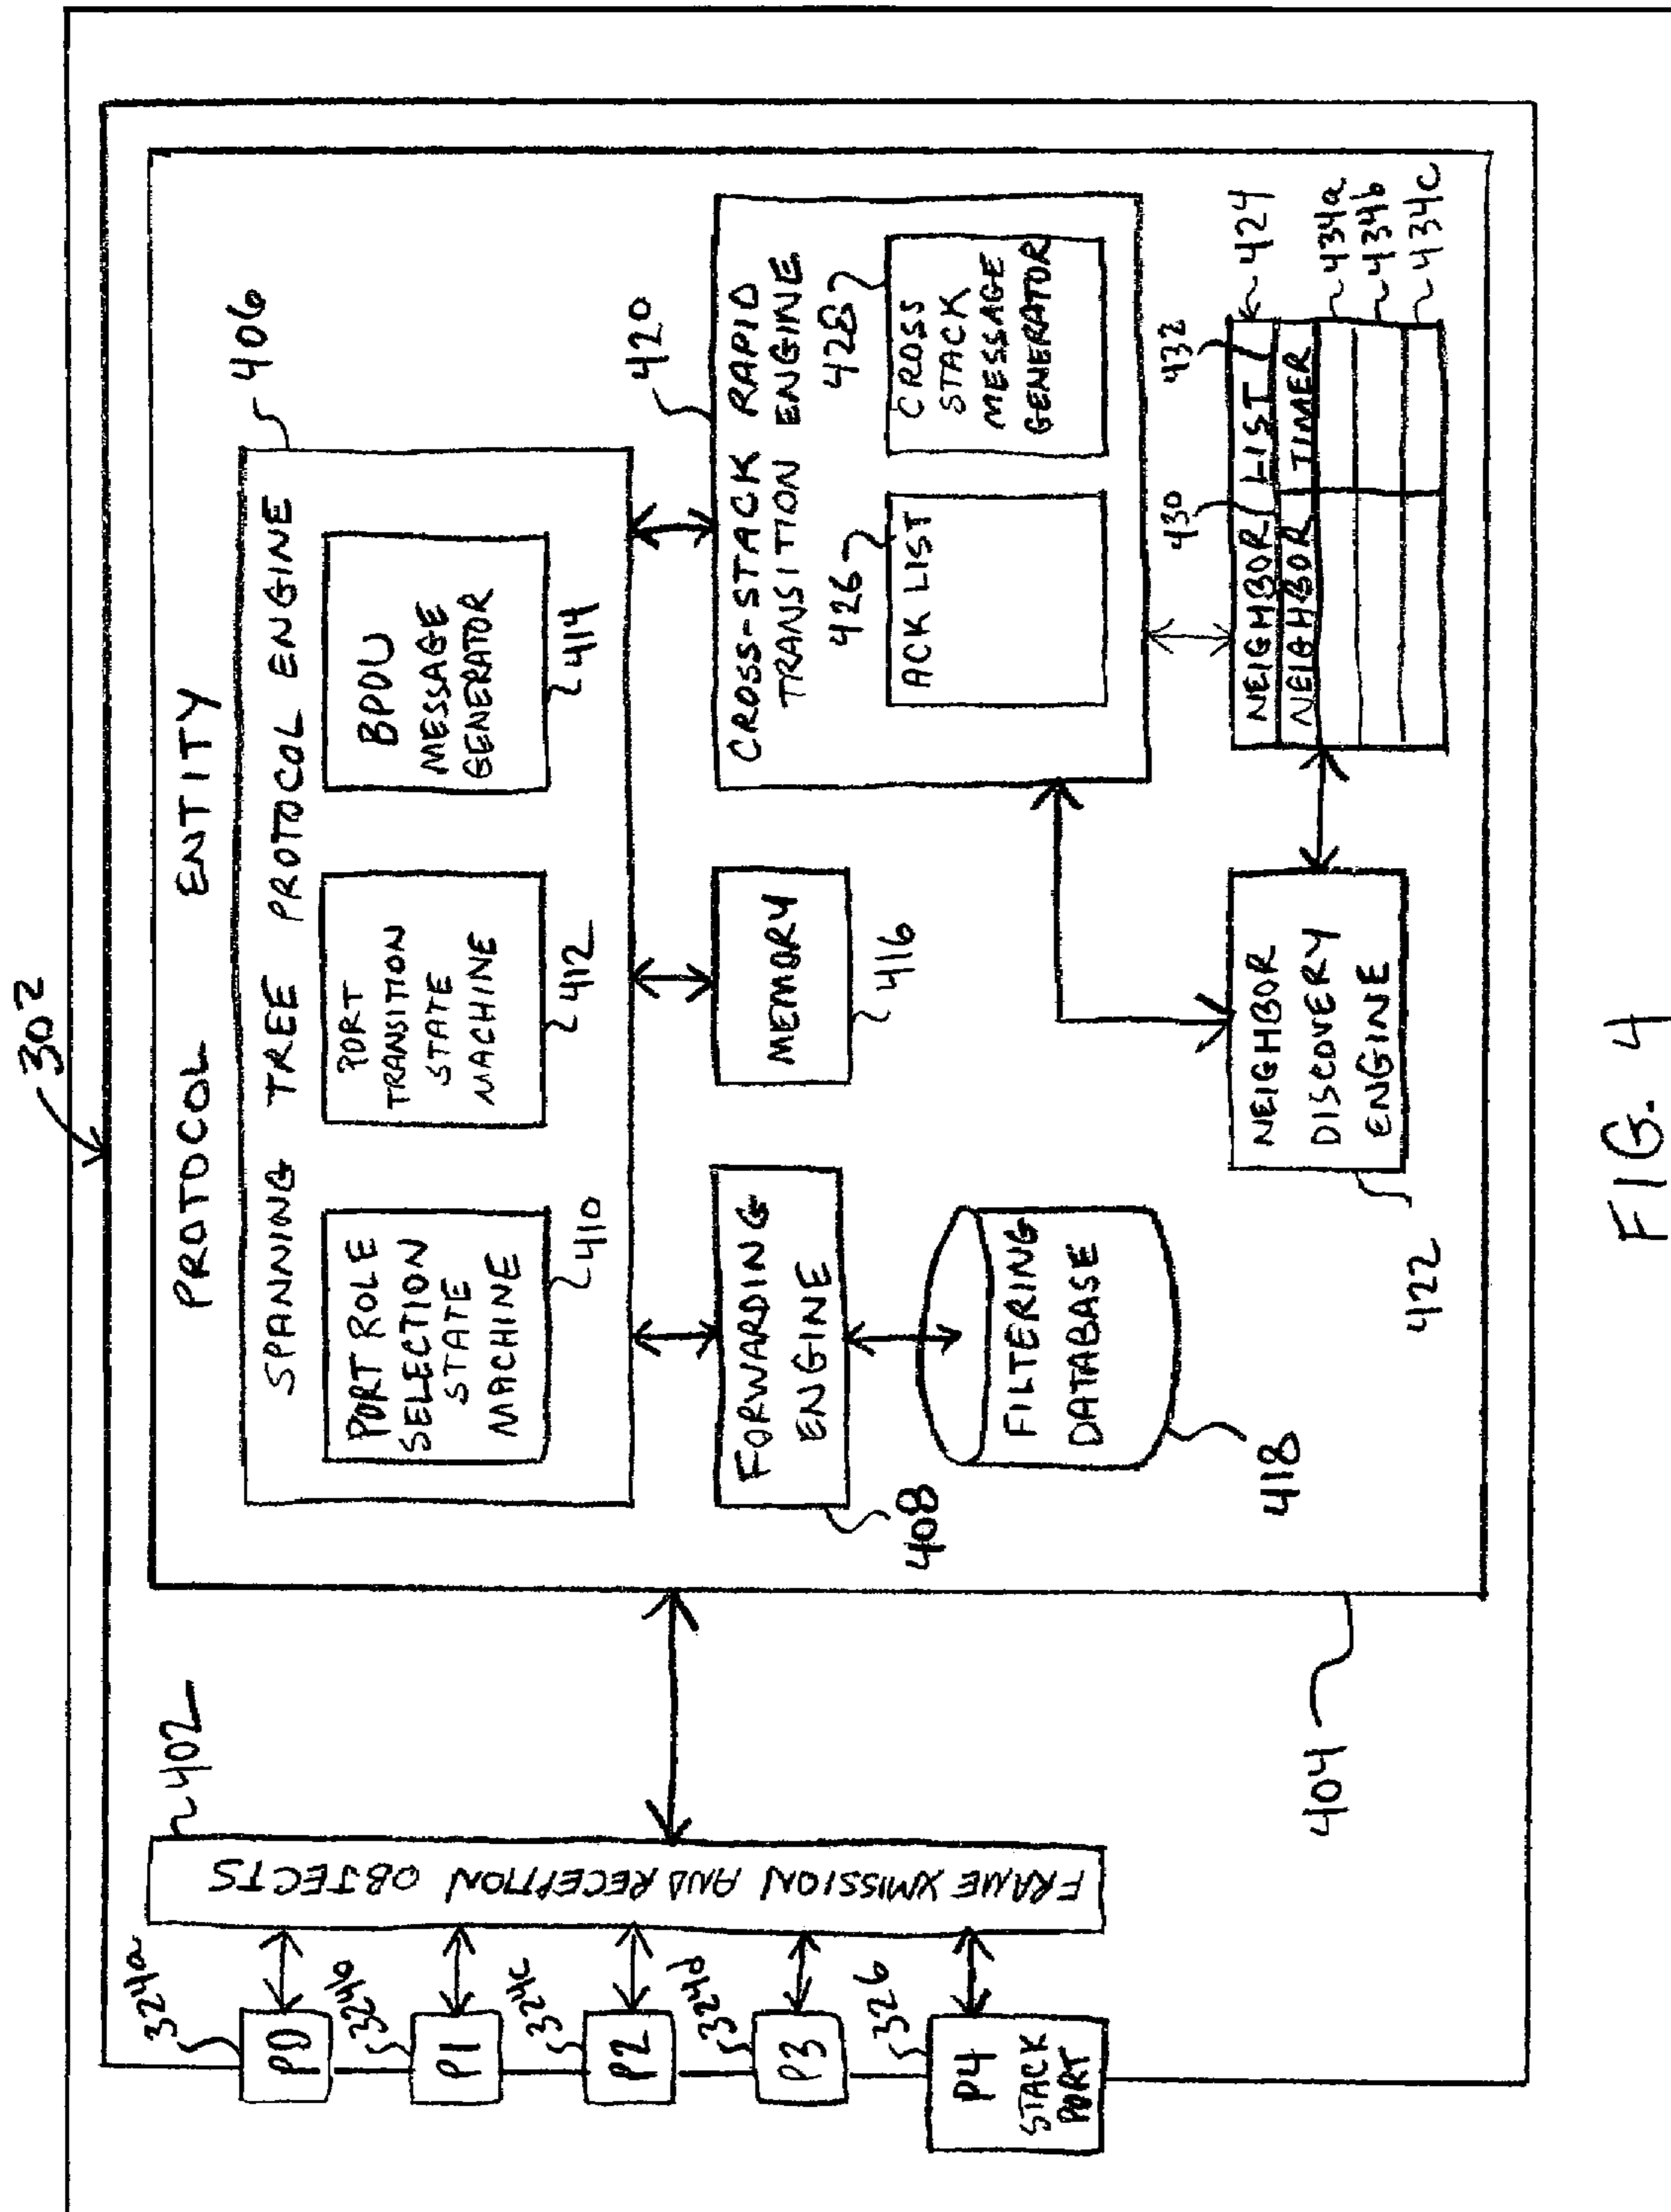 302
PROTOCOL ENTITY
406
SPANNING TREE PROTOCOL ENGINE
PORT ROLE
SELECTION
STATE
MACHINE
410
PORT
TRANSITION
STATE
MACHINE
412
BPDU
MESSAGE
GENERATOR
414
402
FRAME XMISSION AND RECEPTION OBJECTS
324a
P0
324b
P1
324c
P2
324d
P3
326
P4
STACK
PORT
FORWARDING
ENGINE
408
MEMORY
416
420
CROSS-STACK RAPID
TRANSITION ENGINE
426
ACK LIST
428
CROSS
STACK
MESSAGE
GENERATOR
FILTERING
DATABASE
418
430
432
NEIGHBOR LIST
424
NEIGHBOR TIMER
434a
434b
434c
NEIGHBOR
DISCOVERY
ENGINE
422
404
FIG. 4